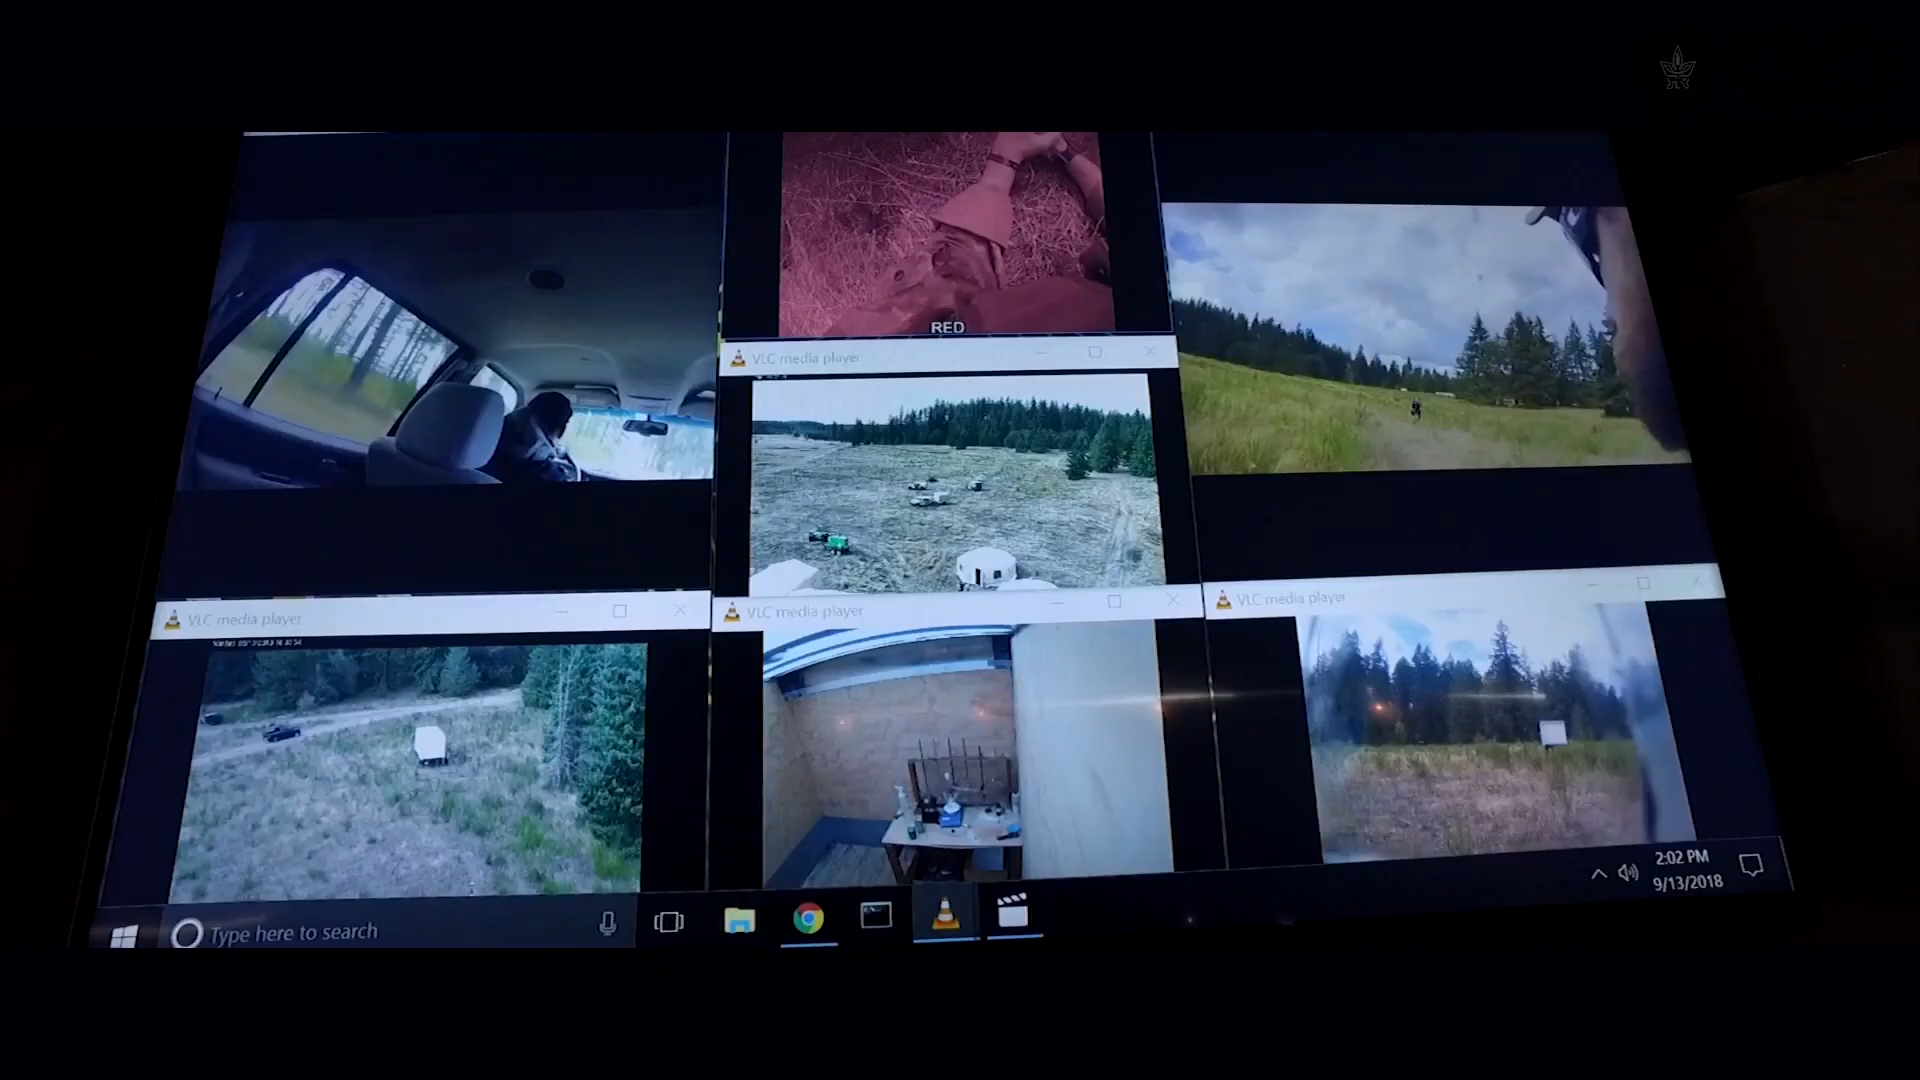 RED
VLC media player
VLC media player
VLC media player
VLC media player
2:02 PM
9/13/2018
Type here to search